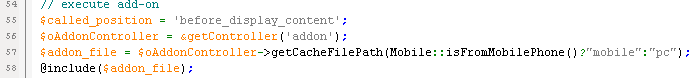 54 // execute add-on
55 $called_position = 'before_display_content';
56 $oAddonController = &getController('addon');
57 $addon_file = $oAddonController->getCacheFilePath(Mobile::isFromMobilePhone()?"mobile":"pc");
58 @include($addon_file);